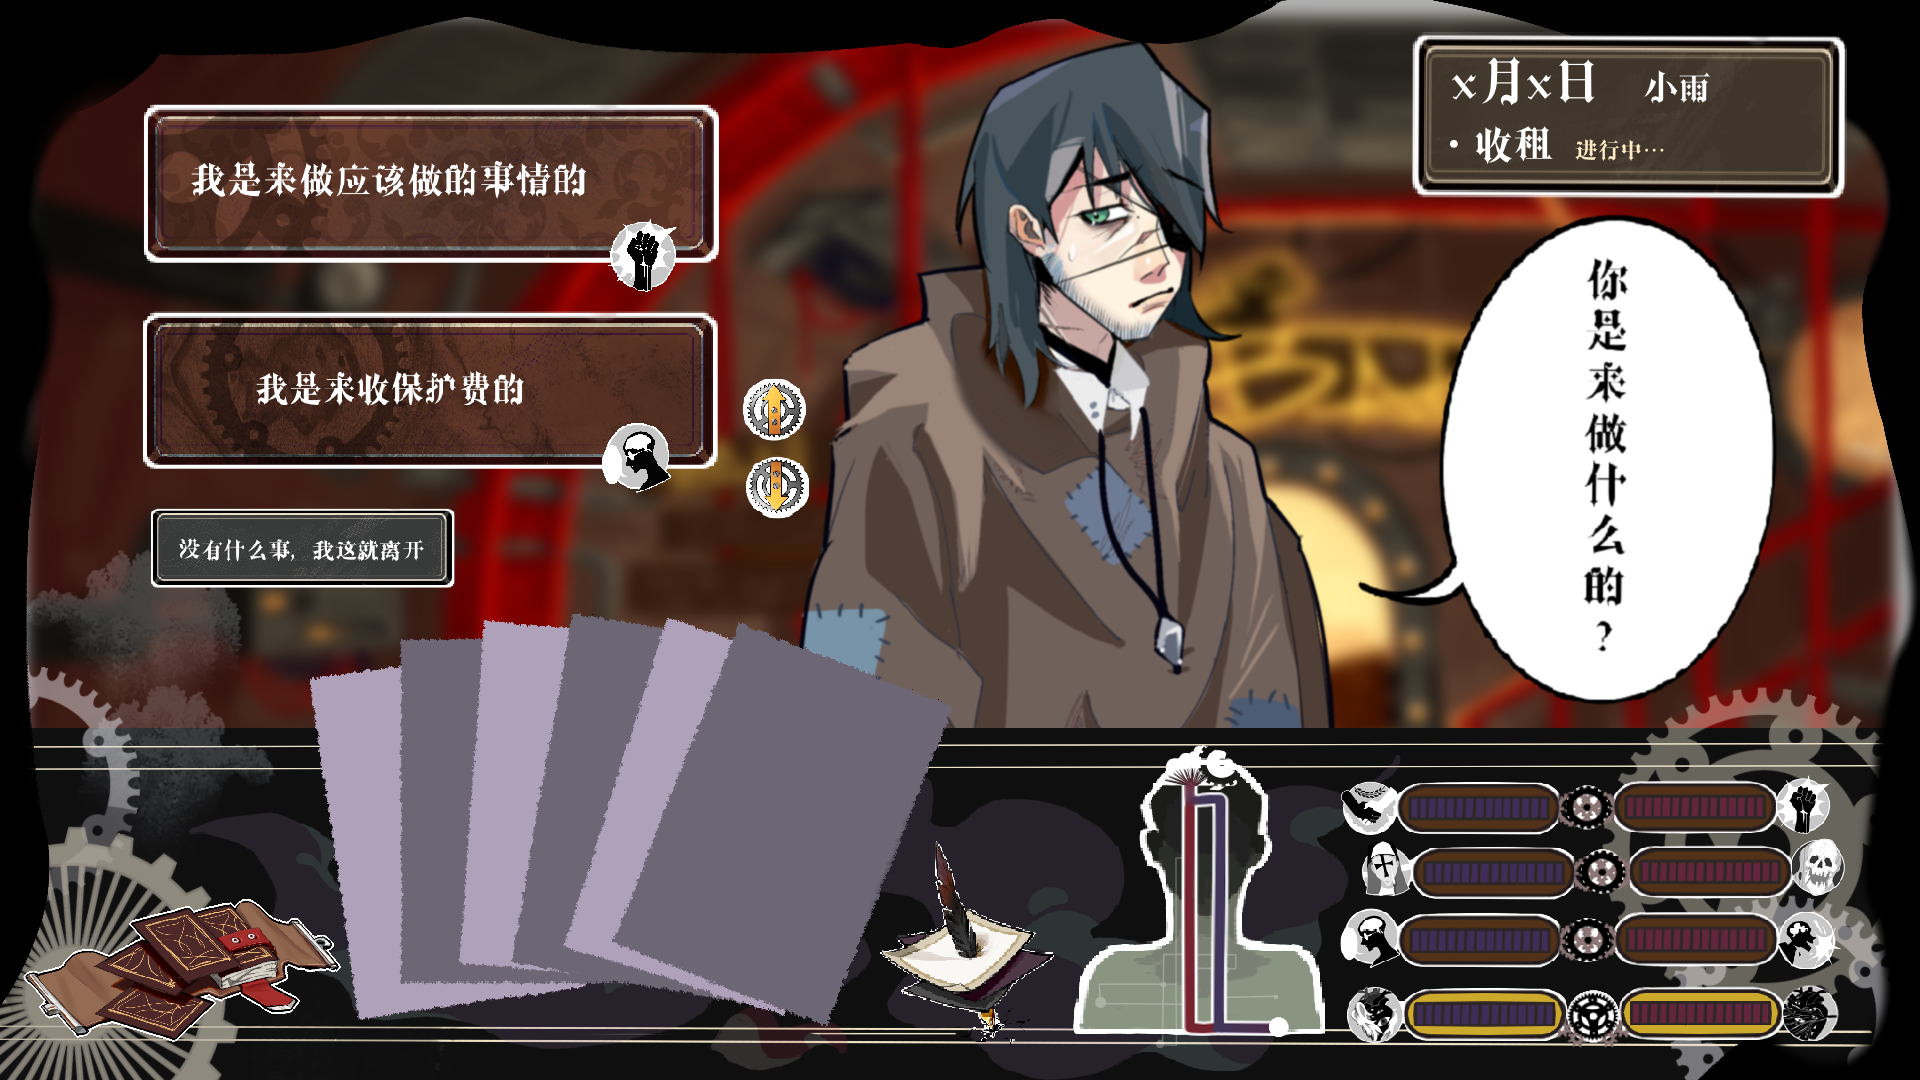 x月x日 小雨
·收租 进行中…
我是来做应该做的事情的
我是来收保护费的
没有什么事，我这就离开
你是来做什么的？